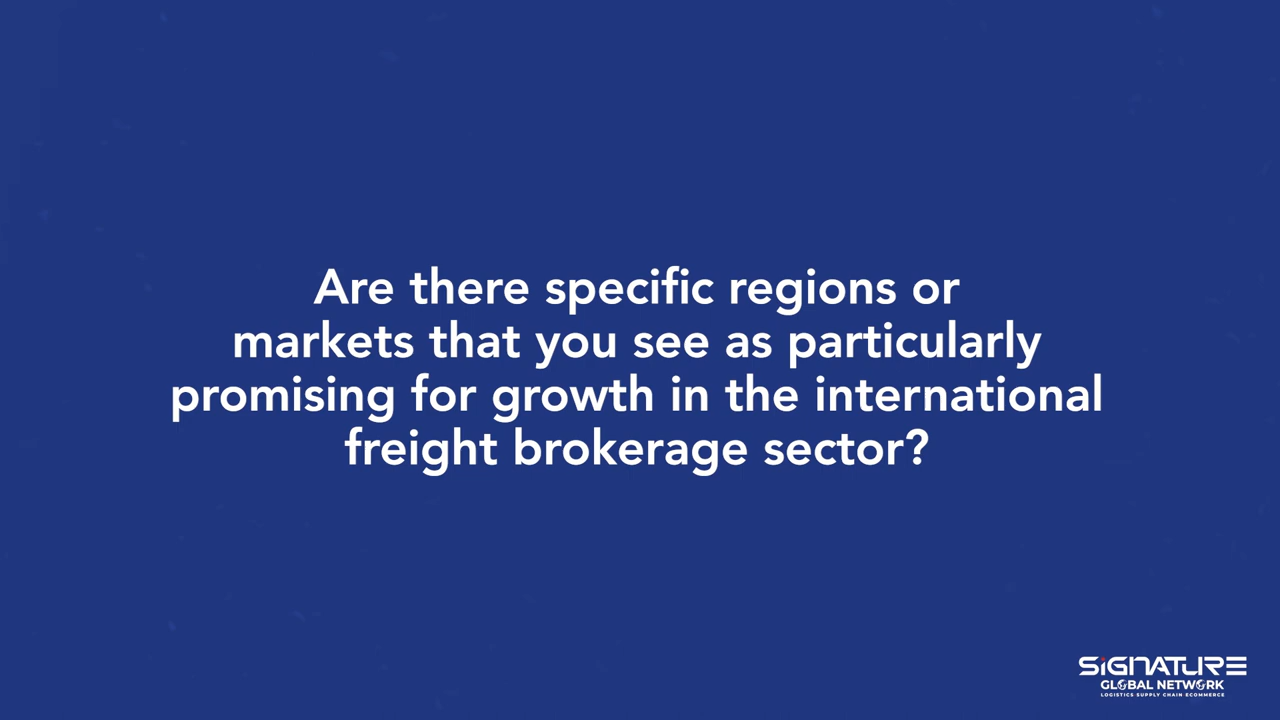 Are there specific regions or
markets that you see as particularly
promising for growth in the international
freight brokerage sector?
SIGNATURE
GLOBAL NETWORK
LOGISTICS SUPPLY CHAIN ECOMMERCE